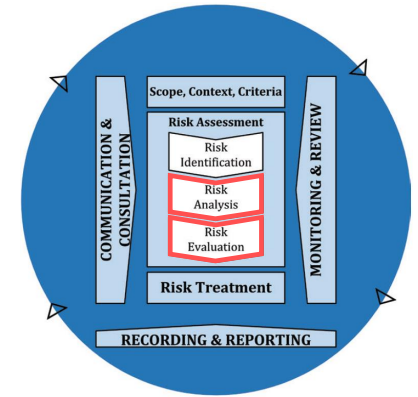 Scope, Context, Criteria
Risk Assessment
Risk
Identification
Risk
Analysis
Risk
Evaluation
Risk Treatment
COMMUNICATION &
CONSULTATION
MONITORING & REVIEW
RECORDING & REPORTING